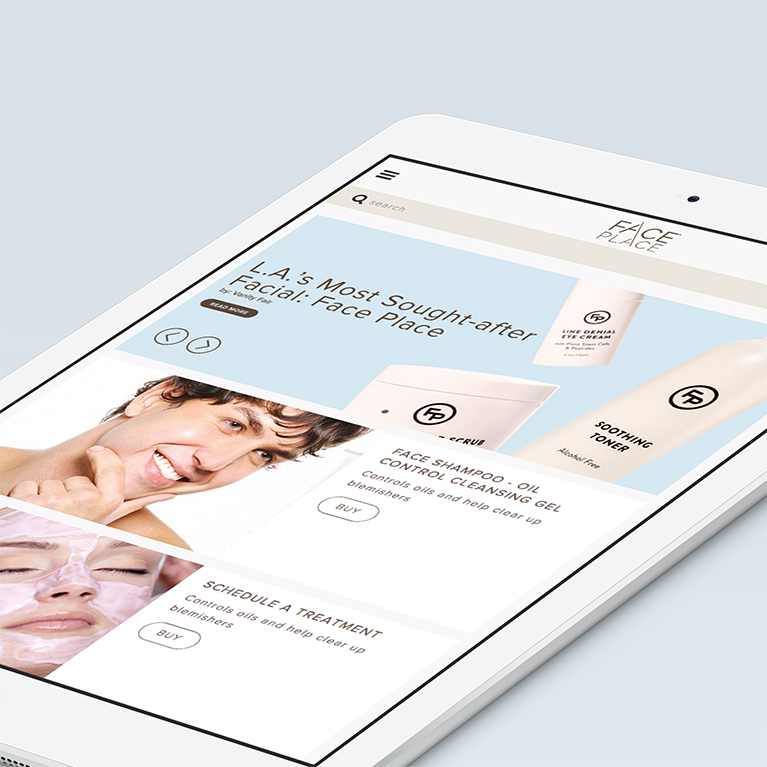 search
FACE
PLACE
L.A.'s Most Sought-after
Facial: Face Place
by: Vanity Fair
READ MORE
FP
LINE DENIAL
EYE CREAM
with Plant Stem Cells
& Peptides
FP
SCRUB
FP
SOOTHING
TONER
Alcohol Free
FACE SHAMPOO - OIL
CONTROL CLEANSING GEL
Controls oils and help clear up
blemishers
BUY
SCHEDULE A TREATMENT
Controls oils and help clear up
blemishers
BUY